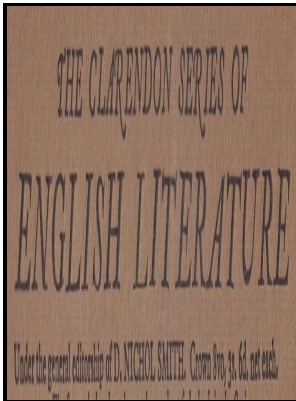 THE CLARENDON SERIES OF
ENGLISH LITERATURE
Under the general editorship of D. NICHOL SMITH. Crown 8vo, 3s. 6d. net each.